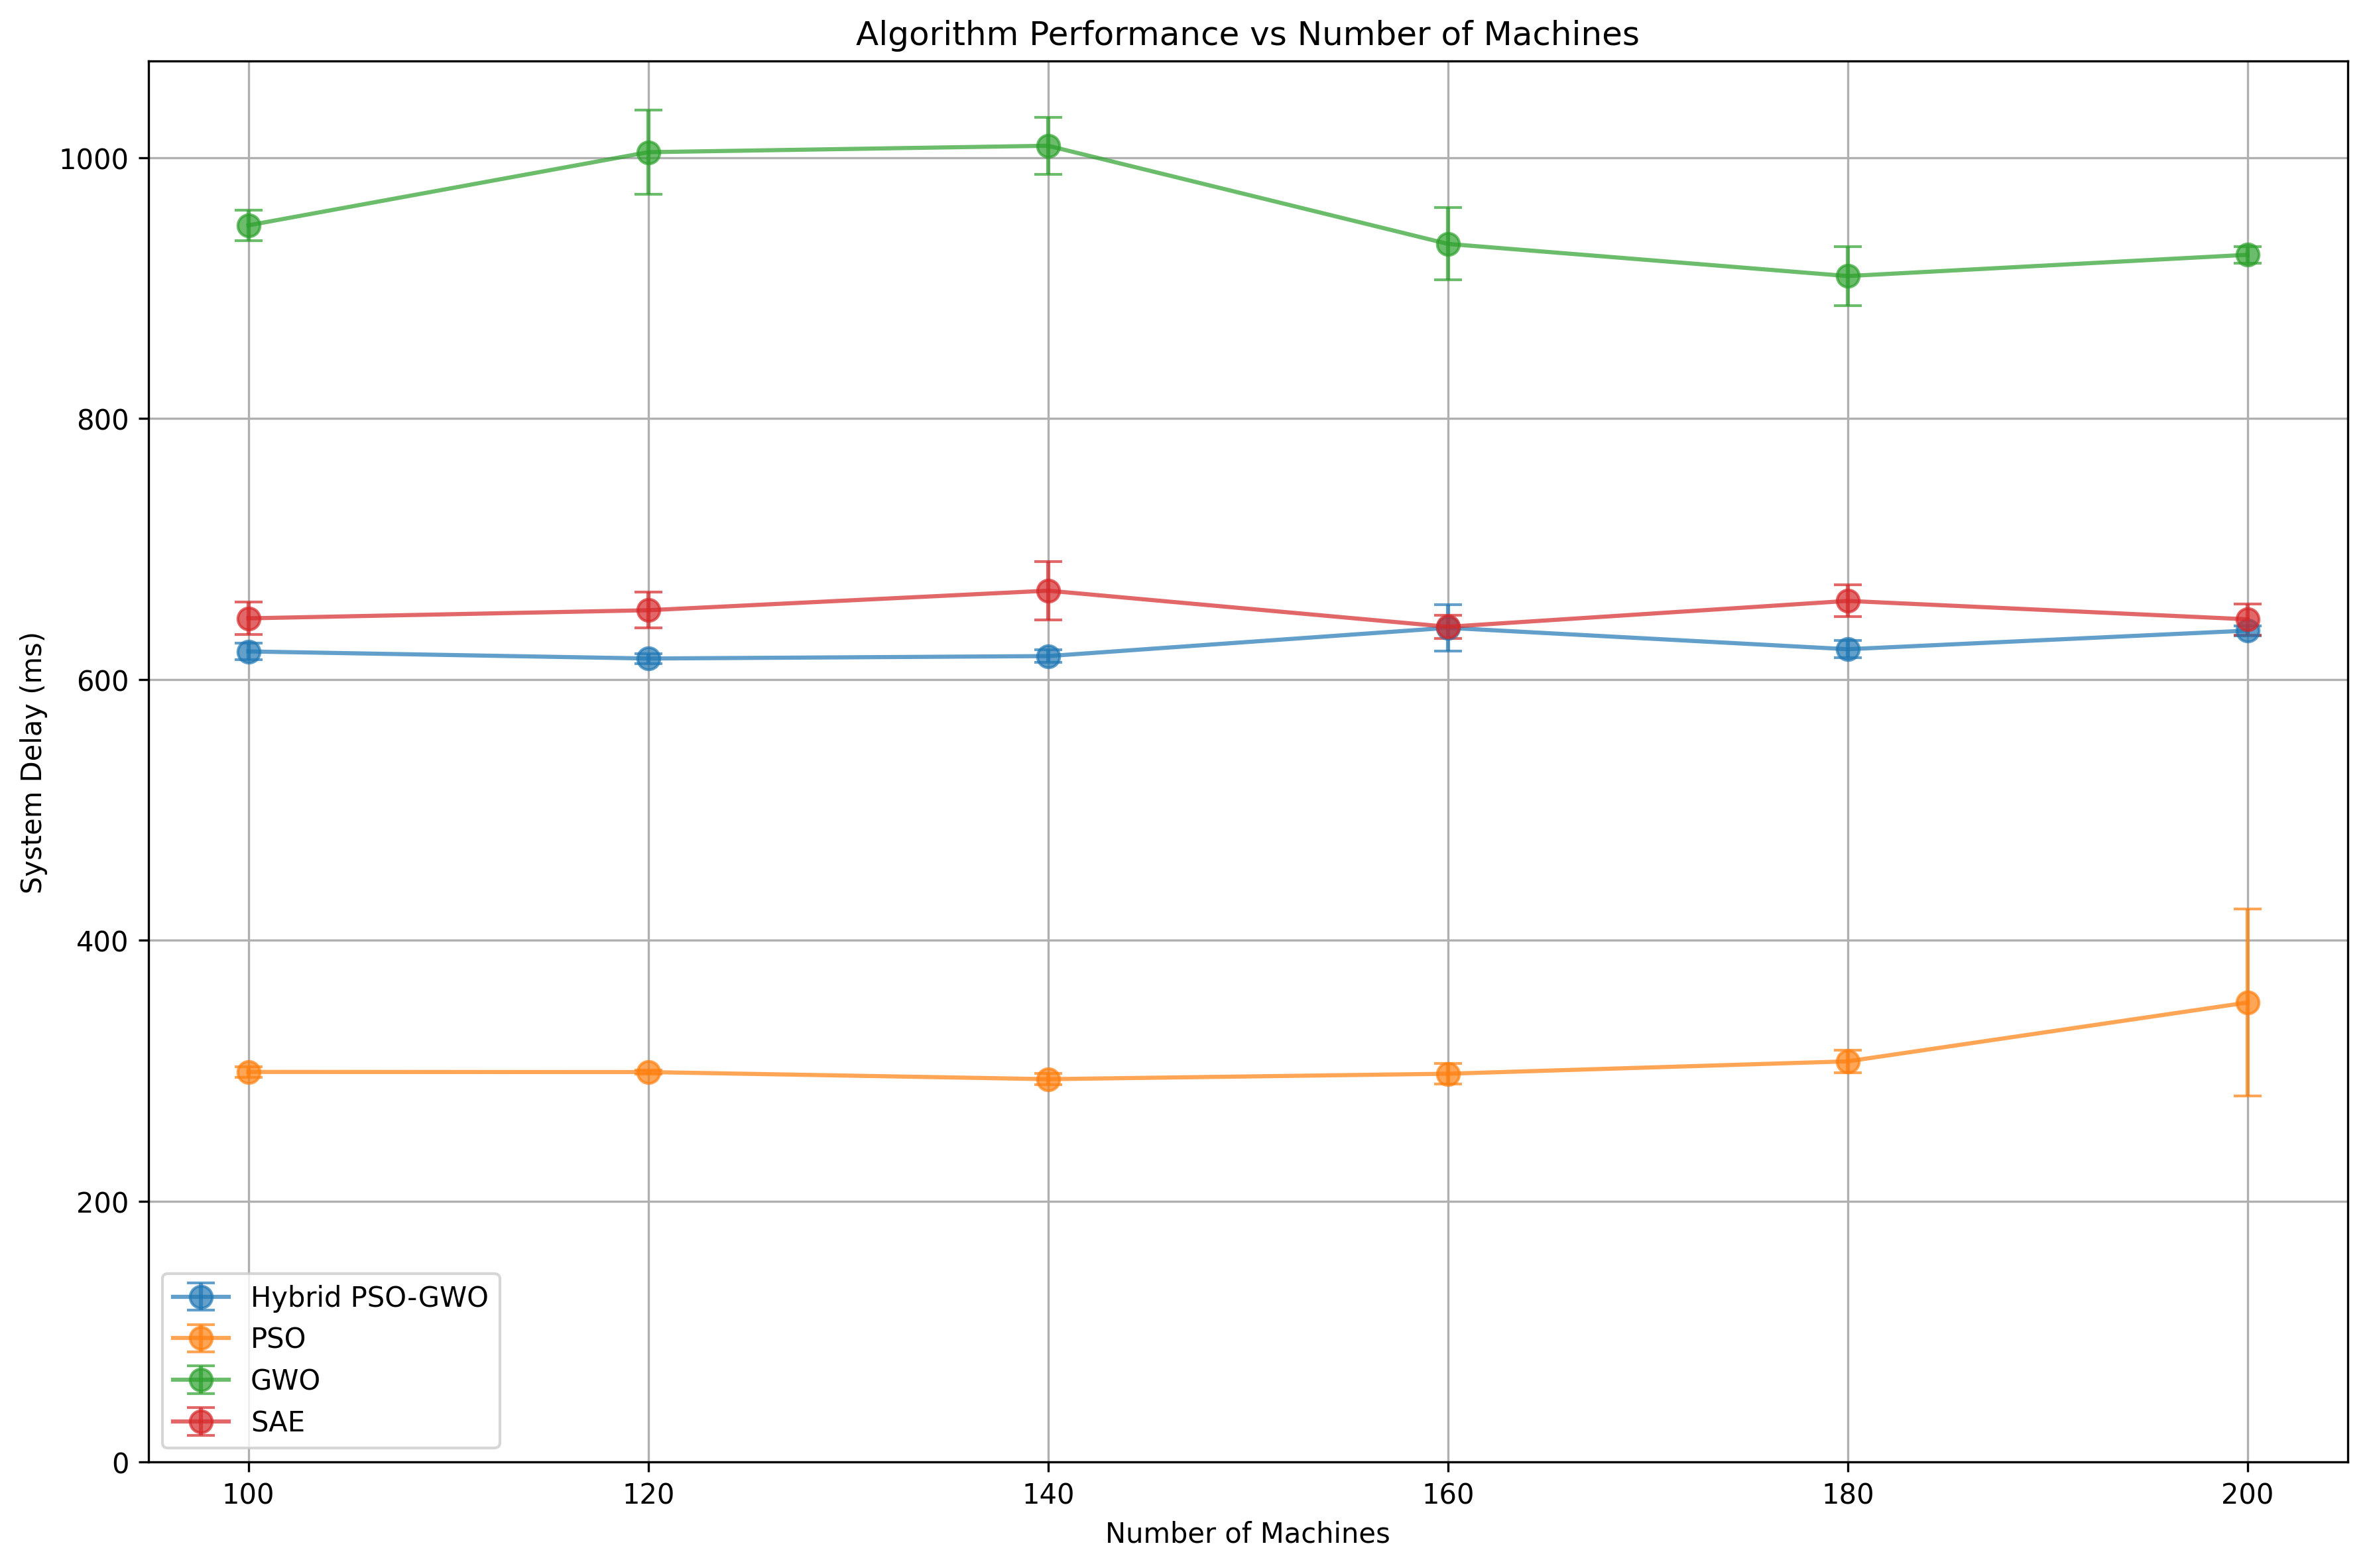 Algorithm Performance vs Number of Machines
System Delay (ms)
1000
800
600
400
200
0
100 120 140 160 180 200
Number of Machines
Hybrid PSO-GWO
PSO
GWO
SAE